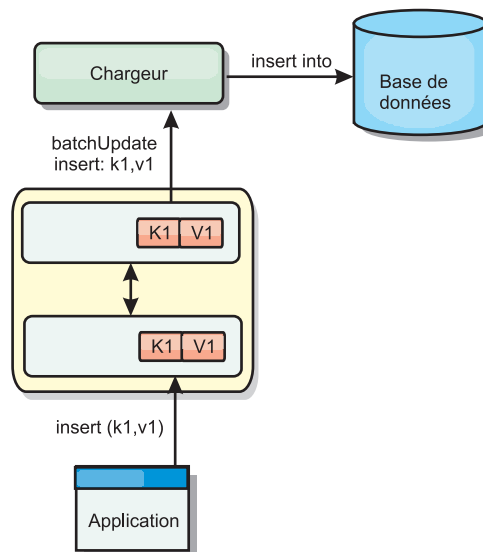 Chargeur
insert into
Base de
données
batchUpdate
insert: k1,v1
K1 V1
K1 V1
insert (k1,v1)
Application